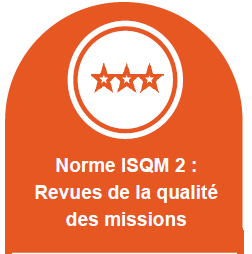 Norme ISQM 2 :
Revues de la qualité
des missions